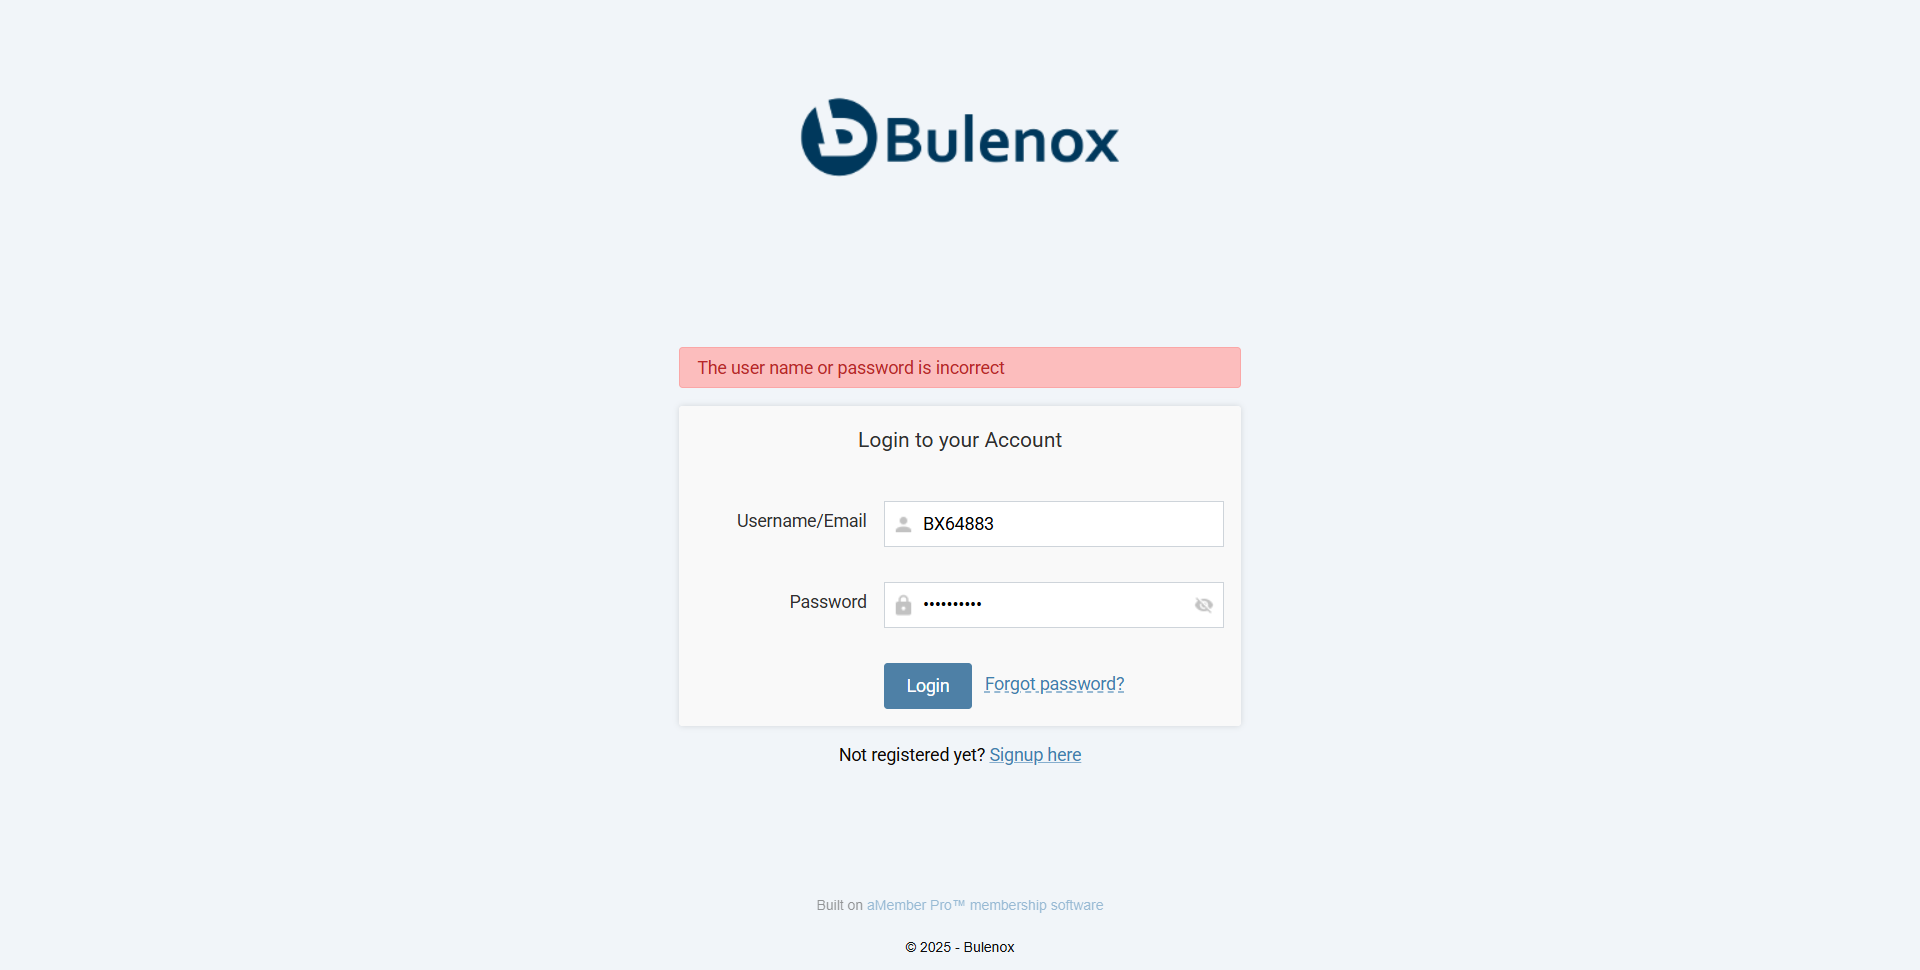 Bulenox
The user name or password is incorrect
Login to your Account
Username/Email
BX64883
Password
••••••••••
Login Forgot password?
Not registered yet? Signup here
Built on aMember Pro™ membership software
© 2025 - Bulenox